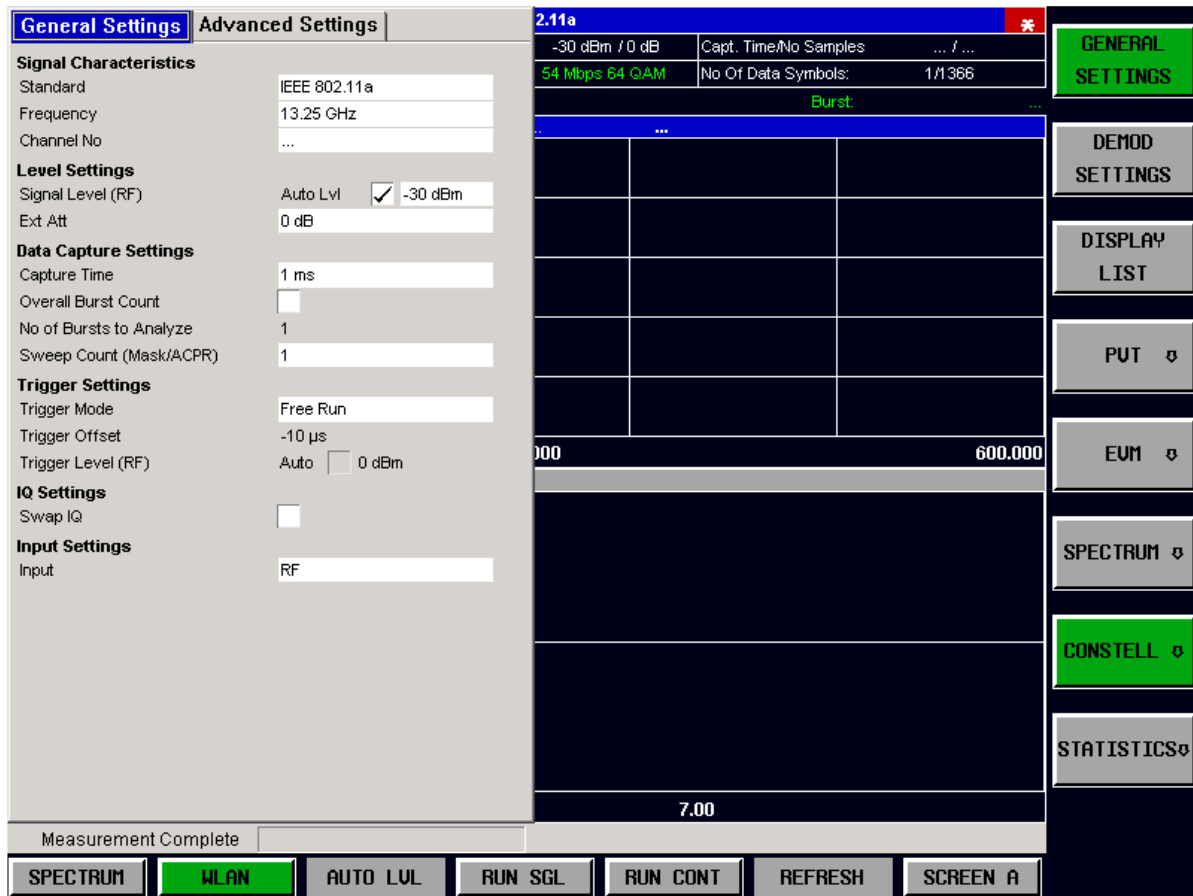 General Settings Advanced Settings
Signal Characteristics
Standard IEEE 802.11a
Frequency 13.25 GHz
Channel No ...
Level Settings
Signal Level (RF) Auto Lvl -30 dBm
Ext Att 0 dB
Data Capture Settings
Capture Time 1 ms
Overall Burst Count
No of Bursts to Analyze 1
Sweep Count (Mask/ACPR) 1
Trigger Settings
Trigger Mode Free Run
Trigger Offset -10 µs
Trigger Level (RF) Auto 0 dBm
IQ Settings
Swap IQ
Input Settings
Input RF
2.11a
-30 dBm / 0 dB Capt. Time/No Samples ... / ...
54 Mbps 64 QAM No Of Data Symbols: 1/1366
Burst: ...
.. ...
000 600.000
7.00
Measurement Complete
GENERAL
SETTINGS
DEMOD
SETTINGS
DISPLAY
LIST
PVT
EVM
SPECTRUM
CONSTELL
STATISTICS
SPECTRUM WLAN AUTO LVL RUN SGL RUN CONT REFRESH SCREEN A